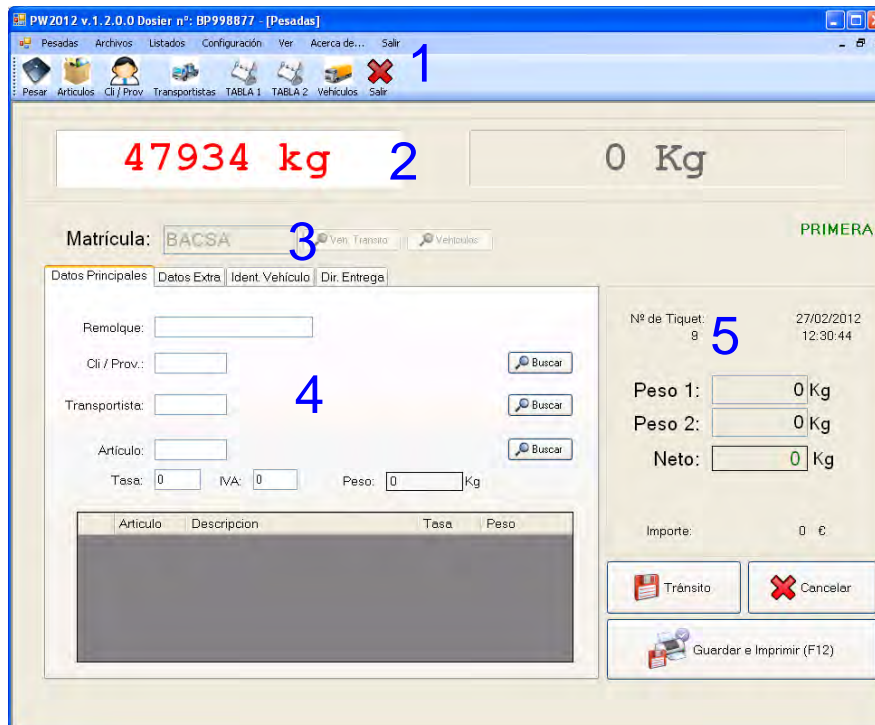 PW2012 v.1.2.0.0 Dosier nº: BP998877 - [Pesadas]
Pesadas Archivos Listados Configuración Ver Acerca de... Salir
1
Pesar Articulos Cli / Prov Transportistas TABLA 1 TABLA 2 Vehículos Salir
47934 kg 2 0 Kg
PRIMERA
Matrícula: BACSA 3 Ven. Transito Vehiculos
Datos Principales Datos Extra Ident. Vehículo Dir. Entrega
Remolque:
Cli / Prov.: Buscar
4
Transportista: Buscar
Artículo: Buscar
Tasa: 0 IVA: 0 Peso: 0 Kg
Articulo Descripcion Tasa Peso
Nº de Tiquet: 27/02/2012
9 5 12:30:44
Peso 1: 0 Kg
Peso 2: 0 Kg
Neto: 0 Kg
Importe: 0 €
Tránsito Cancelar
Guardar e Imprimir (F12)